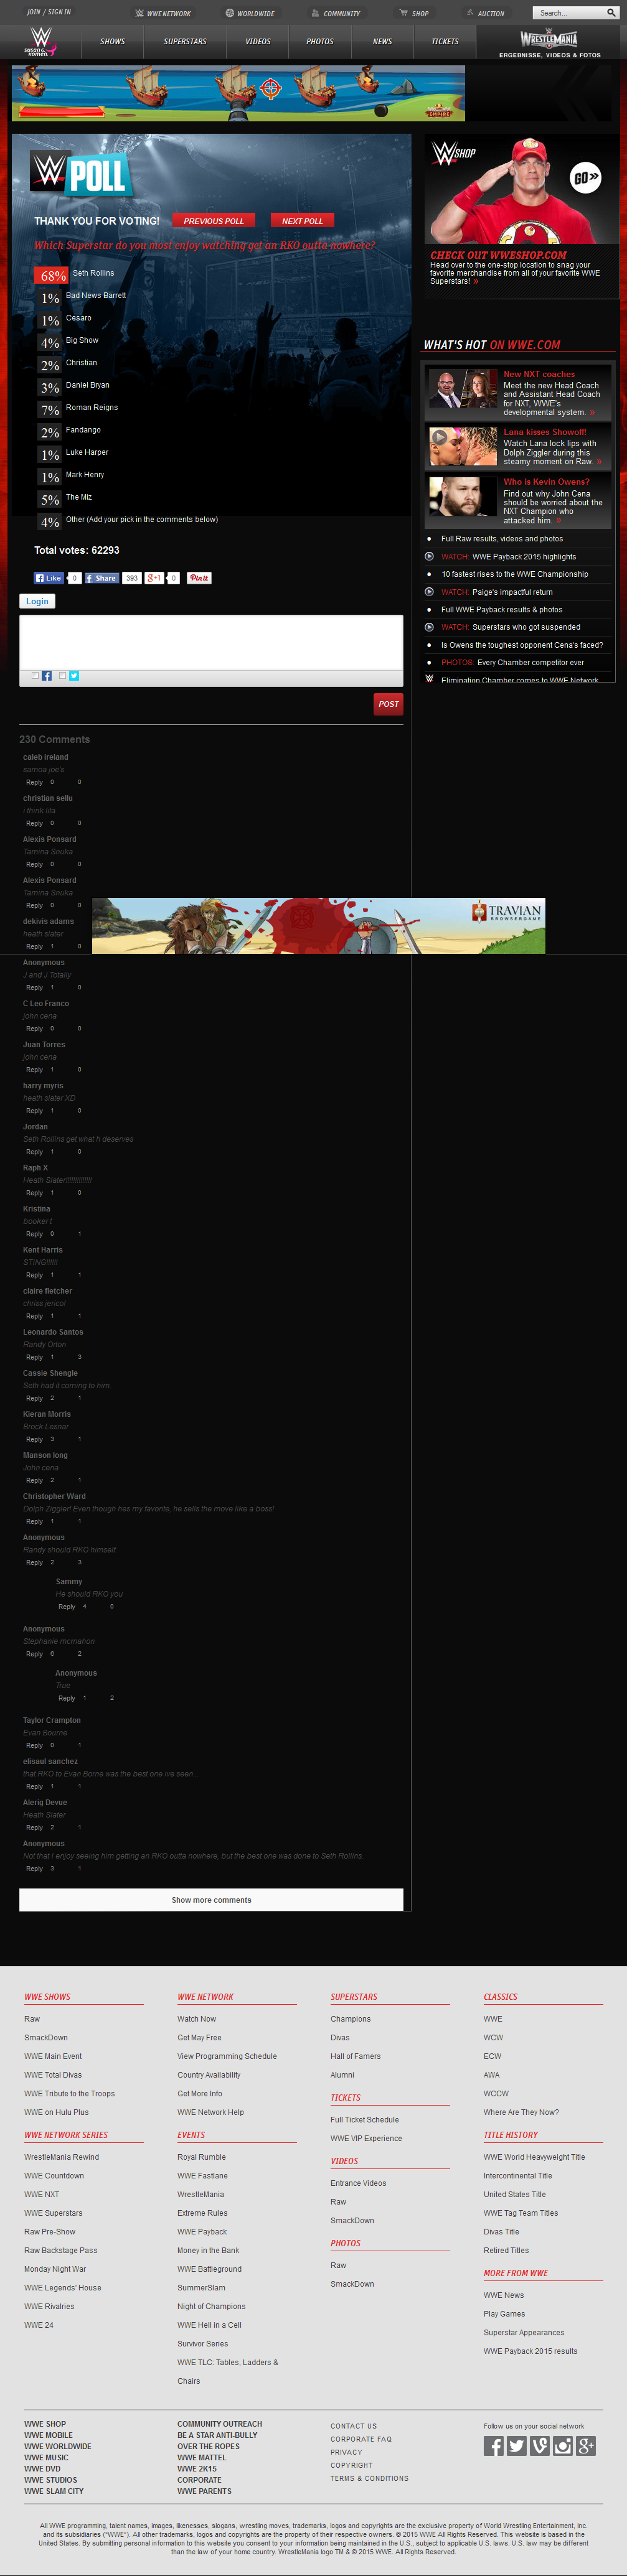 JOIN / SIGN IN
WWE NETWORK
WORLDWIDE
COMMUNITY
SHOP
AUCTION
Search...
SHOWS
SUPERSTARS
VIDEOS
PHOTOS
NEWS
TICKETS
WRESTLEMANIA
ERGEBNISSE, VIDEOS & FOTOS
EMPIRE
POLL
THANK YOU FOR VOTING!
PREVIOUS POLL
NEXT POLL
Which Superstar do you most enjoy watching get an RKO outta nowhere?
68% Seth Rollins
1% Bad News Barrett
1% Cesaro
4% Big Show
2% Christian
3% Daniel Bryan
7% Roman Reigns
2% Fandango
1% Luke Harper
1% Mark Henry
5% The Miz
4% Other (Add your pick in the comments below)
Total votes: 62293
Like 0 Share 393 +1 0 Pin it
Login
POST
230 Comments
caleb ireland
samoa joe's
Reply 0 0
christian sellu
i think lita
Reply 0 0
Alexis Ponsard
Tamina Snuka
Reply 0 0
Alexis Ponsard
Tamina Snuka
Reply 0 0
dekivis adams
heath slater
Reply 1 0
TRAVIAN
BROWSERGAME
Anonymous
J and J Totally
Reply 1 0
C Leo Franco
john cena
Reply 0 0
Juan Torres
john cena
Reply 1 0
harry myris
heath slater XD
Reply 1 0
Jordan
Seth Rollins get what h deserves
Reply 1 0
Raph X
Reply 1 0
Kristina
booker t
Reply 0 1
Kent Harris
Reply 1 1
claire fletcher
chriss jerico!
Reply 1 1
Leonardo Santos
Randy Orton
Reply 1 3
Cassie Shengle
Seth had it coming to him.
Reply 2 1
Kieran Morris
Brock Lesnar
Reply 3 1
Manson long
John cena
Reply 2 1
Christopher Ward
Dolph Ziggler! Even though hes my favorite, he sells the move like a boss!
Reply 1 1
Anonymous
Randy should RKO himself.
Reply 2 3
Sammy
He should RKO you
Reply 4 0
Anonymous
Stephanie mcmahon
Reply 6 2
Anonymous
True
Reply 1 2
Taylor Crampton
Evan Bourne
Reply 0 1
elisaul sanchez
that RKO to Evan Borne was the best one ive seen...
Reply 1 1
Alerig Devue
Heath Slater
Reply 2 1
Anonymous
Not that I enjoy seeing him getting an RKO outta nowhere, but the best one was done to Seth Rollins.
Reply 3 1
Show more comments
SHOP
GO »
CHECK OUT WWESHOP.COM
Head over to the one-stop location to snag your
favorite merchandise from all of your favorite WWE
Superstars! »
WHAT'S HOT ON WWE.COM
New NXT coaches
Meet the new Head Coach
and Assistant Head Coach
for NXT, WWE's
developmental system. »
Lana kisses Showoff!
Watch Lana lock lips with
Dolph Ziggler during this
steamy moment on Raw. »
Who is Kevin Owens?
Find out why John Cena
should be worried about the
NXT Champion who
attacked him. »
Full Raw results, videos and photos
WATCH: WWE Payback 2015 highlights
10 fastest rises to the WWE Championship
WATCH: Paige's impactful return
Full WWE Payback results & photos
WATCH: Superstars who got suspended
Is Owens the toughest opponent Cena's faced?
PHOTOS: Every Chamber competitor ever
Elimination Chamber comes to WWE Network
WWE SHOWS
Raw
SmackDown
WWE Main Event
WWE Total Divas
WWE Tribute to the Troops
WWE on Hulu Plus
WWE NETWORK SERIES
WrestleMania Rewind
WWE Countdown
WWE NXT
WWE Superstars
Raw Pre-Show
Raw Backstage Pass
Monday Night War
WWE Legends' House
WWE Rivalries
WWE 24
WWE NETWORK
Watch Now
Get May Free
View Programming Schedule
Country Availability
Get More Info
WWE Network Help
EVENTS
Royal Rumble
WWE Fastlane
WrestleMania
Extreme Rules
WWE Payback
Money in the Bank
WWE Battleground
SummerSlam
Night of Champions
WWE Hell in a Cell
Survivor Series
WWE TLC: Tables, Ladders &
Chairs
SUPERSTARS
Champions
Divas
Hall of Famers
Alumni
TICKETS
Full Ticket Schedule
WWE VIP Experience
VIDEOS
Entrance Videos
Raw
SmackDown
PHOTOS
Raw
SmackDown
CLASSICS
WWE
WCW
ECW
AWA
WCCW
Where Are They Now?
TITLE HISTORY
WWE World Heavyweight Title
Intercontinental Title
United States Title
WWE Tag Team Titles
Divas Title
Retired Titles
MORE FROM WWE
WWE News
Play Games
Superstar Appearances
WWE Payback 2015 results
WWE SHOP
WWE MOBILE
WWE WORLDWIDE
WWE MUSIC
WWE DVD
WWE STUDIOS
WWE SLAM CITY
COMMUNITY OUTREACH
BE A STAR ANTI-BULLY
OVER THE ROPES
WWE MATTEL
WWE 2K15
CORPORATE
WWE PARENTS
CONTACT US
CORPORATE FAQ
PRIVACY
COPYRIGHT
TERMS & CONDITIONS
Follow us on your social network
All WWE programming, talent names, images, likenesses, slogans, wrestling moves, trademarks, logos and copyrights are the exclusive property of World Wrestling Entertainment, Inc.
and its subsidiaries ("WWE"). All other trademarks, logos and copyrights are the property of their respective owners. © 2015 WWE All Rights Reserved. This website is based in the
United States. By submitting personal information to this website you consent to your information being maintained in the U.S., subject to applicable U.S. laws. U.S. law may be different
than the law of your home country. WrestleMania logo TM & © 2015 WWE. All Rights Reserved.